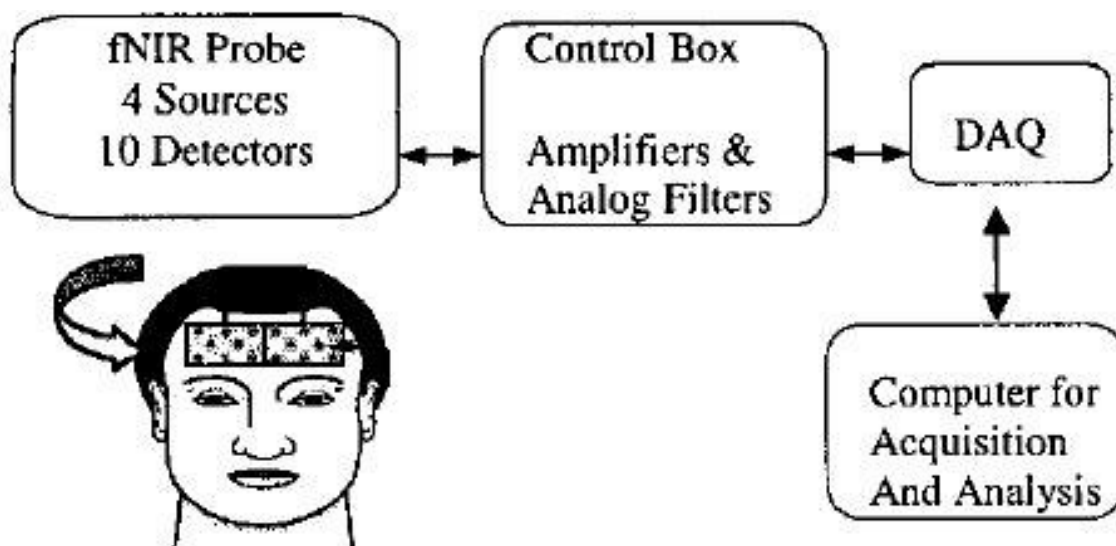 fNIR Probe
4 Sources
10 Detectors
Control Box
Amplifiers &
Analog Filters
DAQ
Computer for
Acquisition
And Analysis